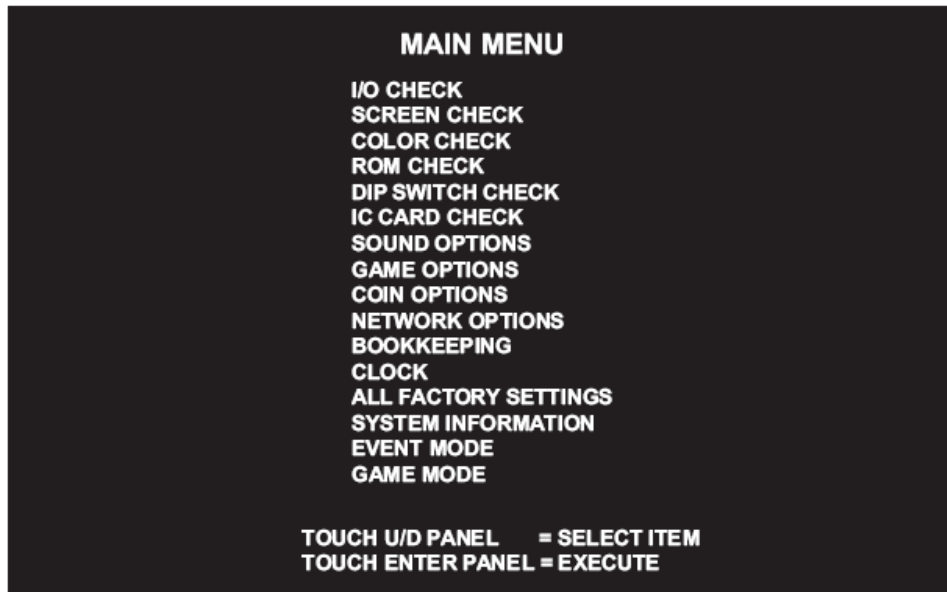 MAIN MENU
I/O CHECK
SCREEN CHECK
COLOR CHECK
ROM CHECK
DIP SWITCH CHECK
IC CARD CHECK
SOUND OPTIONS
GAME OPTIONS
COIN OPTIONS
NETWORK OPTIONS
BOOKKEEPING
CLOCK
ALL FACTORY SETTINGS
SYSTEM INFORMATION
EVENT MODE
GAME MODE
TOUCH U/D PANEL = SELECT ITEM
TOUCH ENTER PANEL = EXECUTE